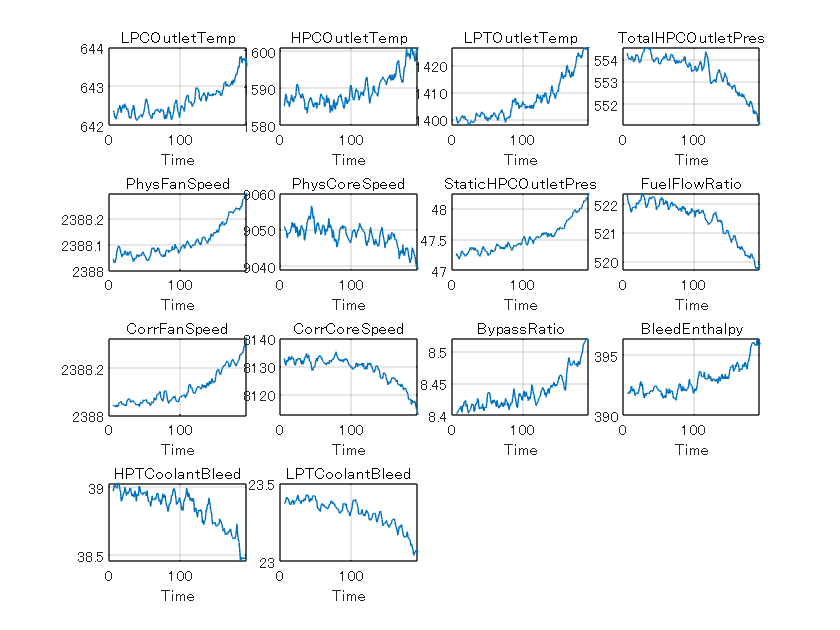 LPCOutletTemp HPCOutletTemp LPTOutletTemp TotalHPCOutletPres
644 600 420 554
643 590 552
642 580 400
0 100 0 100 0 100 0 100
Time Time Time Time
PhysFanSpeed PhysCoreSpeed StaticHPCOutletPres FuelFlowRatio
2388.2 9060 48 522
2388.1 9050 47.5 521
2388 9040 47 520
0 100 0 100 0 100 0 100
Time Time Time Time
CorrFanSpeed CorrCoreSpeed BypassRatio BleedEnthalpy
2388.2 8140 8.5 395
8130 8.45
2388 8120 8.4 390
0 100 0 100 0 100 0 100
Time Time Time Time
HPTCoolantBleed LPTCoolantBleed
39 23.5
38.5 23
0 100 0 100
Time Time